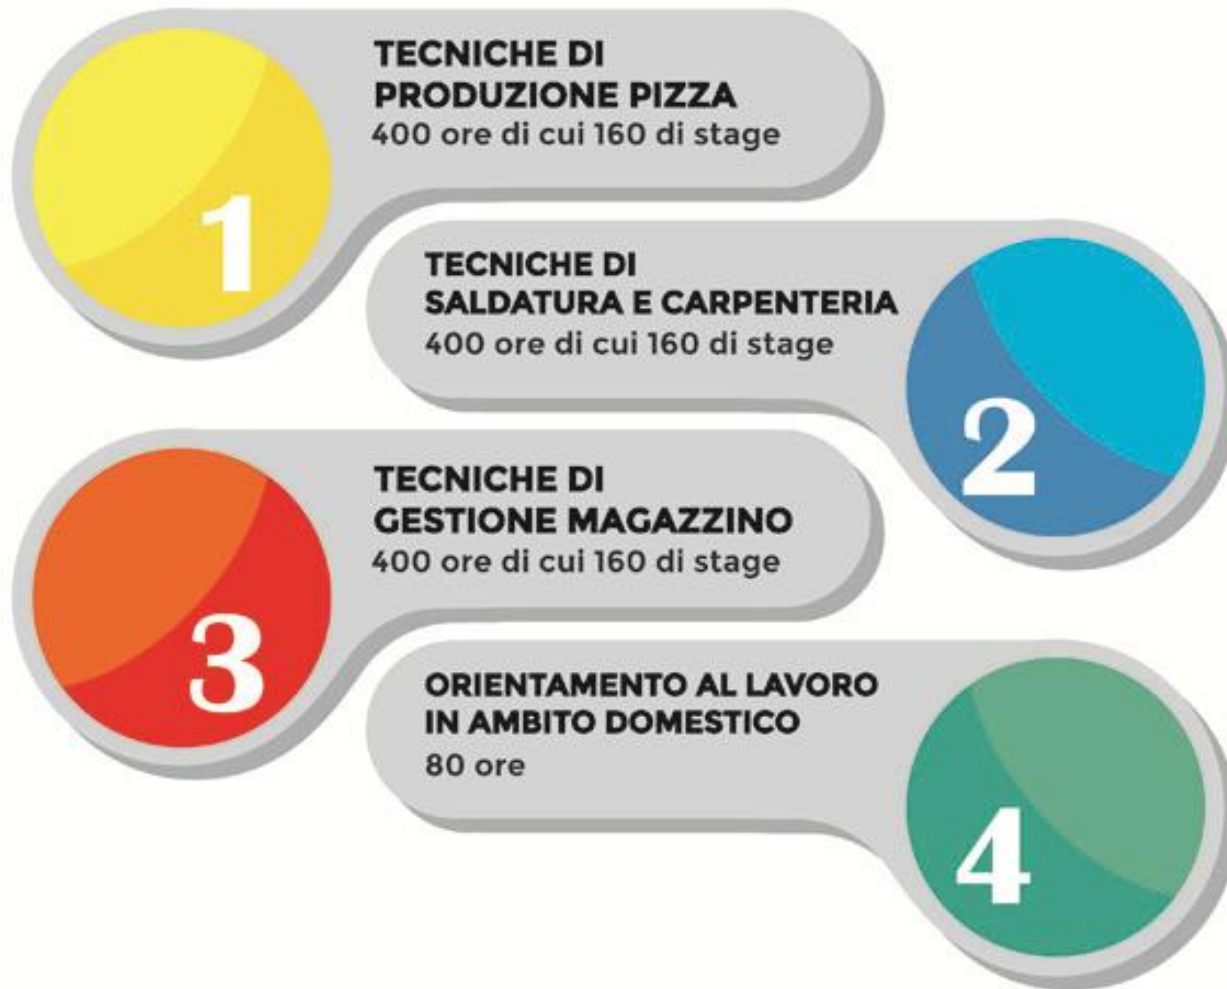 TECNICHE DI
PRODUZIONE PIZZA
400 ore di cui 160 di stage
1
TECNICHE DI
SALDATURA E CARPENTERIA
400 ore di cui 160 di stage
2
TECNICHE DI
GESTIONE MAGAZZINO
400 ore di cui 160 di stage
3
ORIENTAMENTO AL LAVORO
IN AMBITO DOMESTICO
80 ore
4